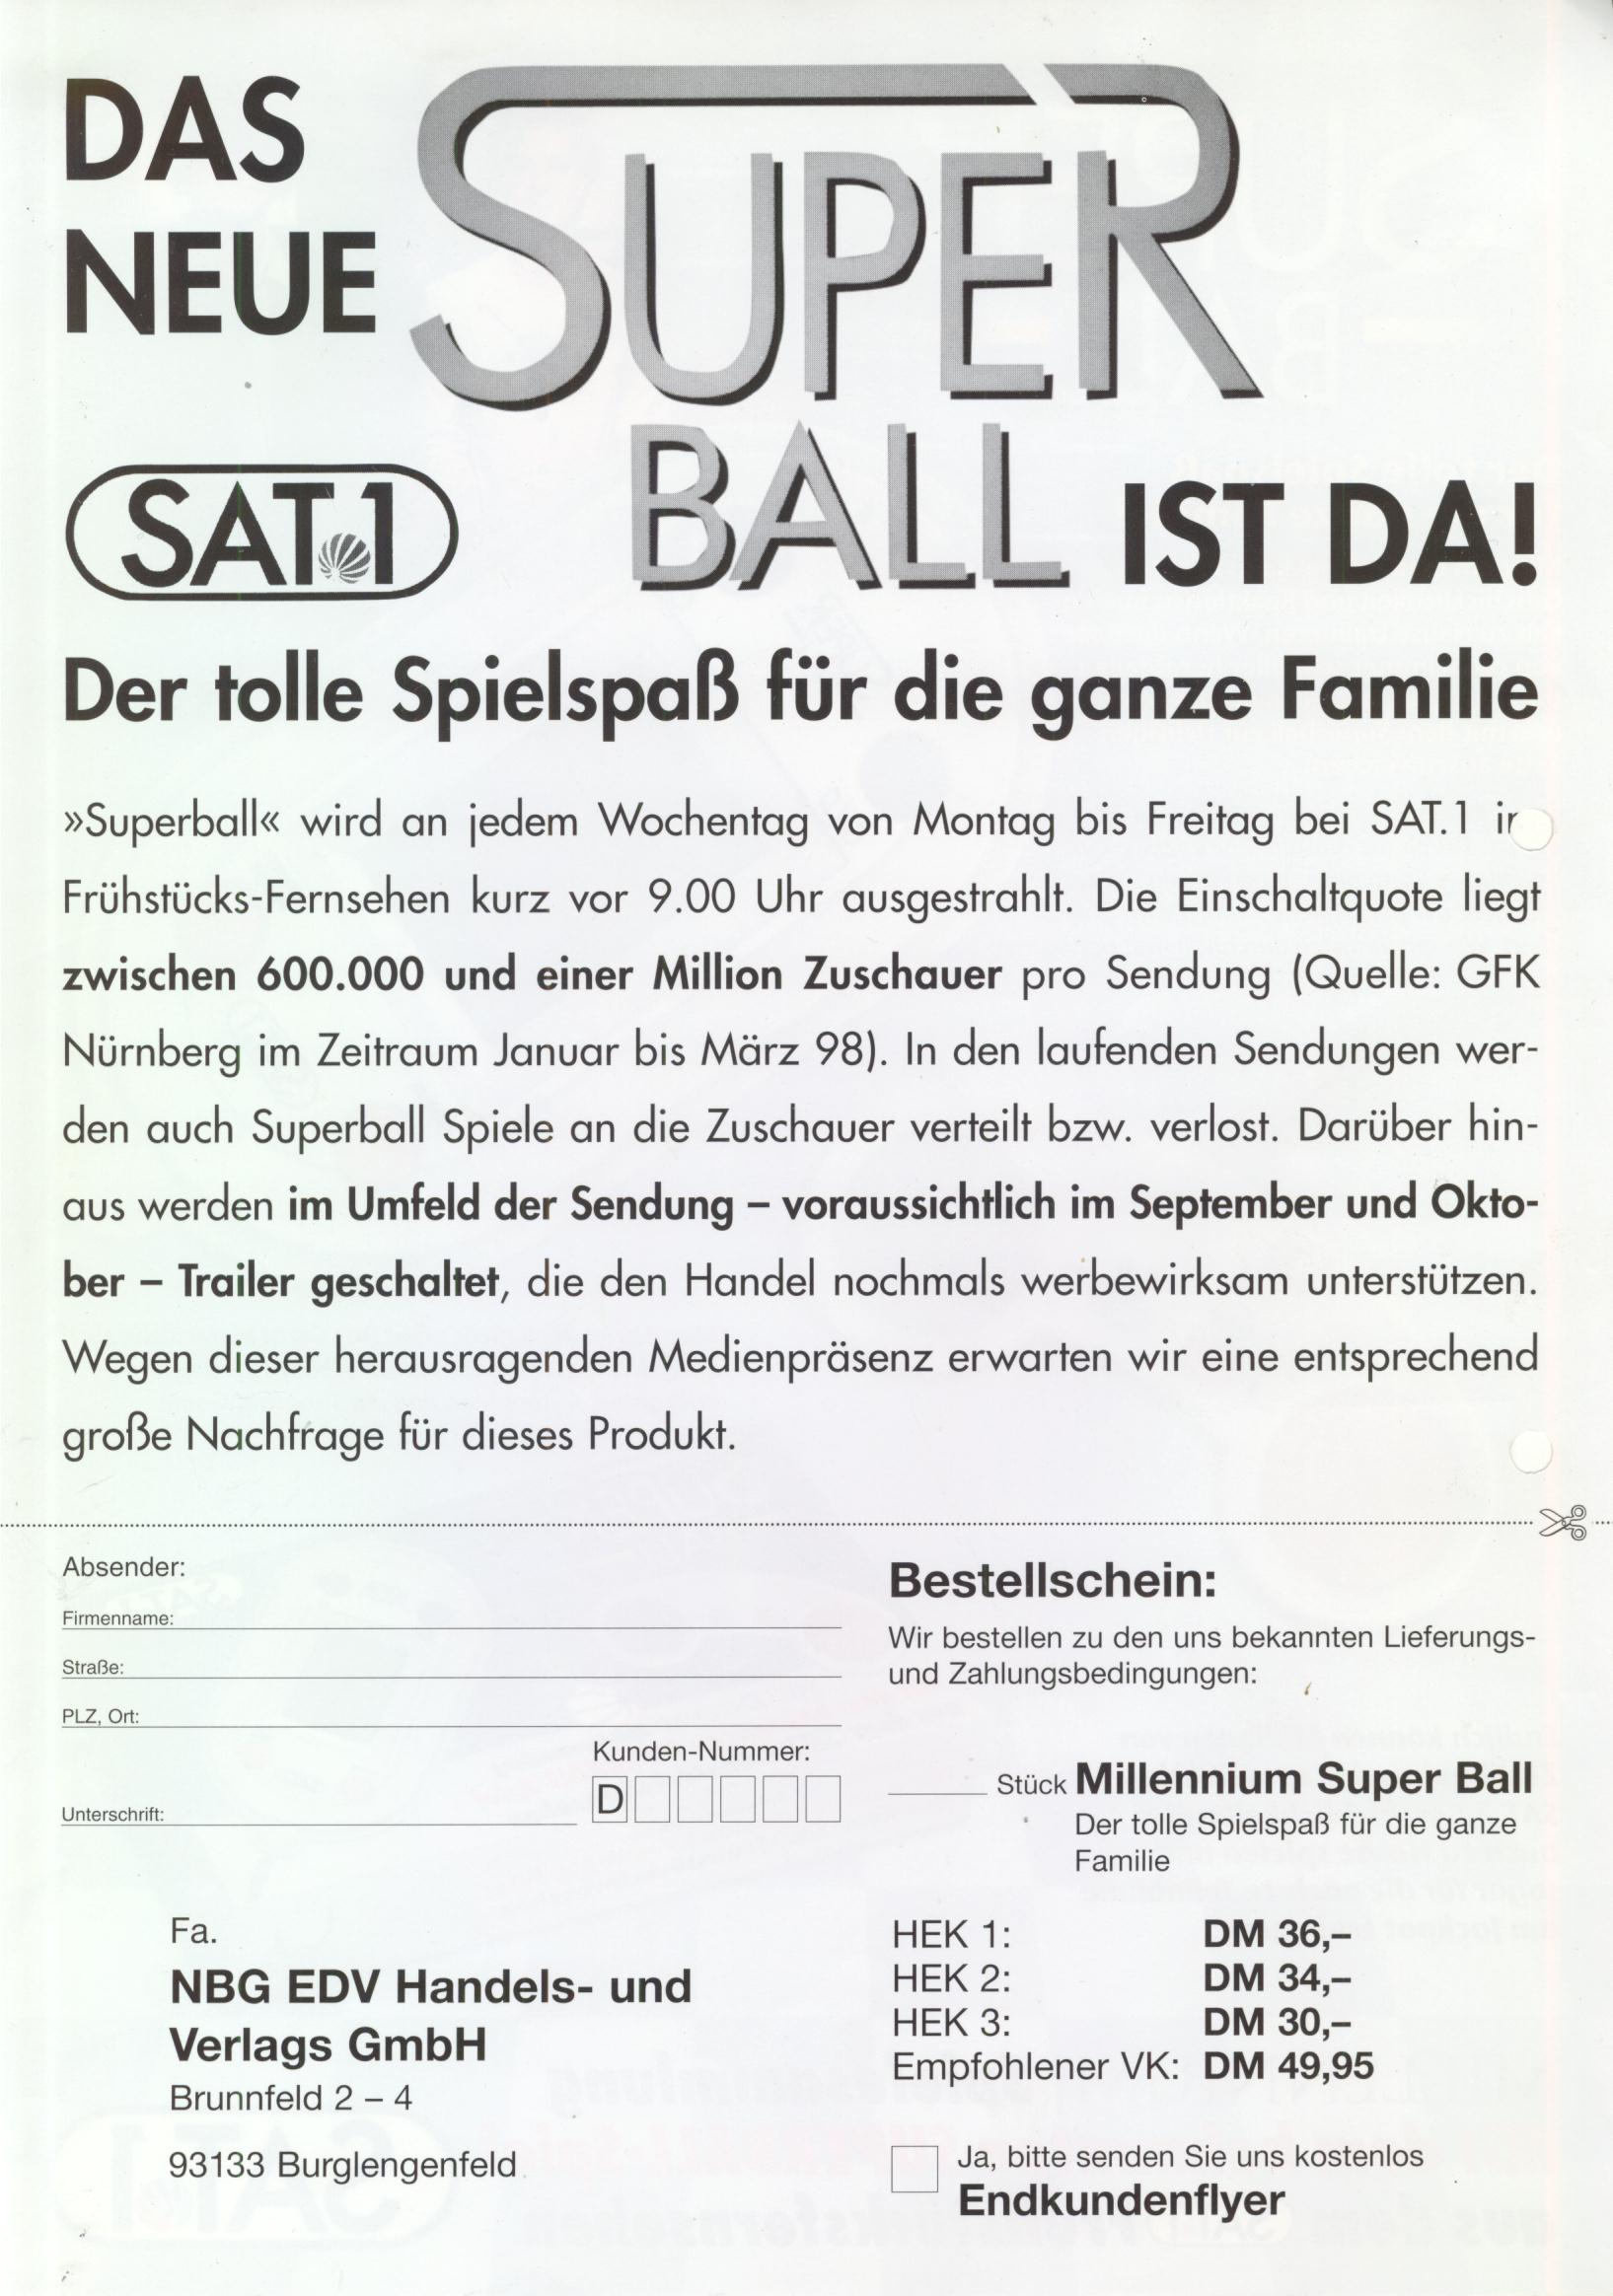 DAS
NEUE
SUPER
BALL
SAT.1
IST DA!
Der tolle Spielspaß für die ganze Familie
»Superball« wird an jedem Wochentag von Montag bis Freitag bei SAT.1
Frühstücks-Fernsehen kurz vor 9.00 Uhr ausgestrahlt. Die Einschaltquote liegt
zwischen 600.000 und einer Million Zuschauer pro Sendung (Quelle: GFK
Nürnberg im Zeitraum Januar bis März 98). In den laufenden Sendungen wer-
den auch Superball Spiele an die Zuschauer verteilt bzw. verlost. Darüber hin-
aus werden im Umfeld der Sendung – voraussichtlich im September und Okto-
ber – Trailer geschaltet, die den Handel nochmals werbewirksam unterstützen.
Wegen dieser herausragenden Medienpräsenz erwarten wir eine entsprechend
große Nachfrage für dieses Produkt.
Absender:
Firmenname:
Straße:
PLZ, Ort:
Kunden-Nummer:
D
Unterschrift:
Fa.
NBG EDV Handels- und
Verlags GmbH
Brunnfeld 2 – 4
93133 Burglengenfeld
Bestellschein:
Wir bestellen zu den uns bekannten Lieferungs-
und Zahlungsbedingungen:
Stück Millennium Super Ball
Der tolle Spielspaß für die ganze
Familie
HEK 1: DM 36,–
HEK 2: DM 34,–
HEK 3: DM 30,–
Empfohlener VK: DM 49,95
Ja, bitte senden Sie uns kostenlos
Endkundenflyer